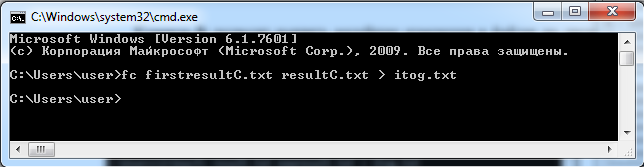 C:\Windows\system32\cmd.exe
Microsoft Windows [Version 6.1.7601]
(c) Корпорация Майкрософт (Microsoft Corp.), 2009. Все права защищены.
C:\Users\user>fc firstresultC.txt resultC.txt > itog.txt
C:\Users\user>